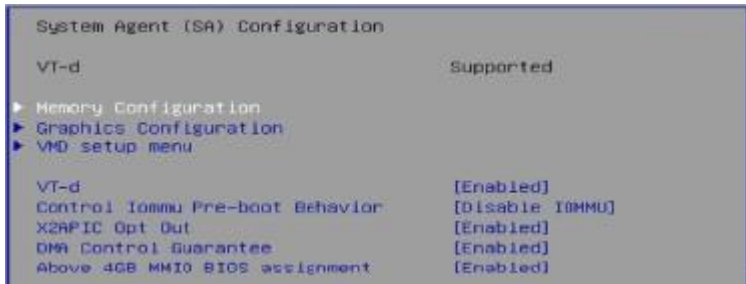 System Agent (SA) Configuration
VT-d Supported
Memory Configuration
Graphics Configuration
VMD setup menu
VT-d [Enabled]
Control Iommu Pre-boot Behavior [Disable IOMMU]
X2APIC Opt Out [Enabled]
DMA Control Guarantee [Enabled]
Above 4GB MMIO BIOS assignment [Enabled]